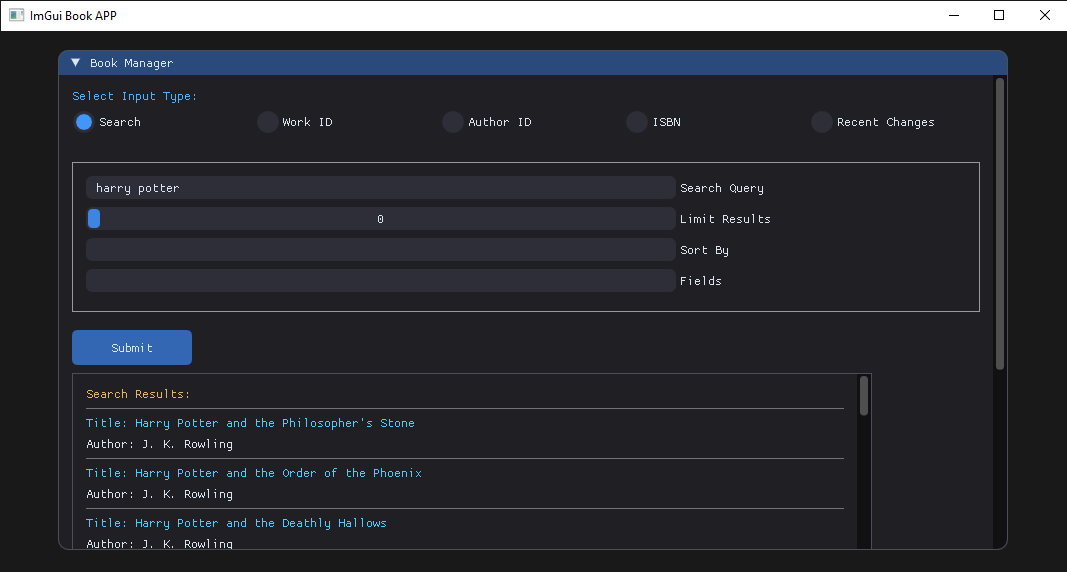 ImGui Book APP
Book Manager
Select Input Type:
Search Work ID Author ID ISBN Recent Changes
harry potter Search Query
0 Limit Results
Sort By
Fields
Submit
Search Results:
Title: Harry Potter and the Philosopher's Stone
Author: J. K. Rowling
Title: Harry Potter and the Order of the Phoenix
Author: J. K. Rowling
Title: Harry Potter and the Deathly Hallows
Author: J. K. Rowling